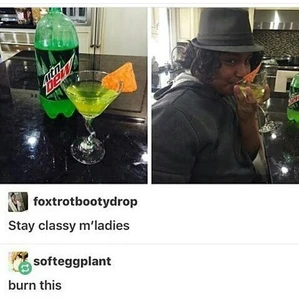 Mtn
Dew
foxtrotbootydrop
Stay classy m'ladies
softeggplant
burn this